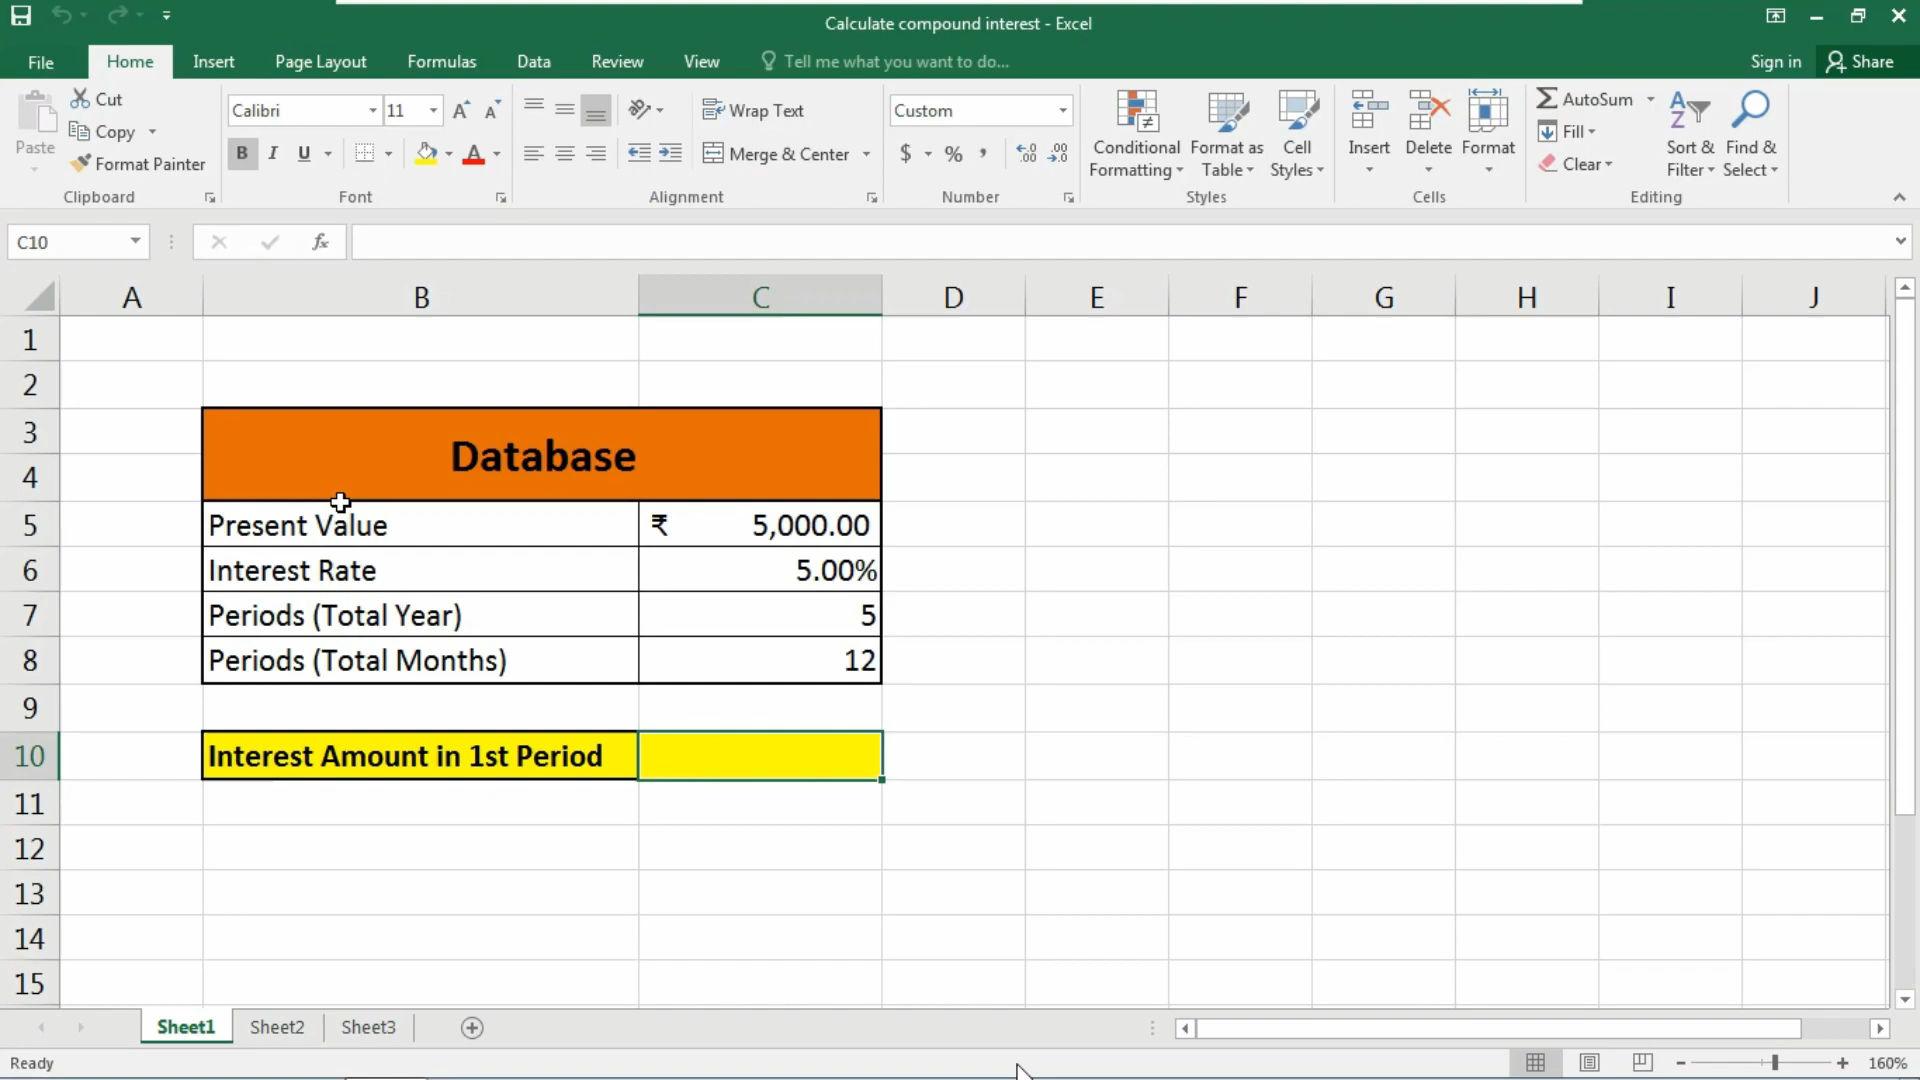 Calculate compound interest - Excel
File Home Insert Page Layout Formulas Data Review View Tell me what you want to do... Sign in Share
Paste
Cut
Copy
Format Painter
Clipboard
Calibri 11
B I U A
Font
Wrap Text
Merge & Center
Alignment
Custom
$ % ,
Number
Conditional Formatting
Format as Table
Cell Styles
Styles
Insert Delete Format
Cells
AutoSum
Fill
Clear
Sort & Filter
Find & Select
Editing
C10 fx
A B C D E F G H I J
1
2
3
Database
4
5 Present Value ₹ 5,000.00
6 Interest Rate 5.00%
7 Periods (Total Year) 5
8 Periods (Total Months) 12
9
10 Interest Amount in 1st Period
11
12
13
14
15
Sheet1 Sheet2 Sheet3
Ready 160%